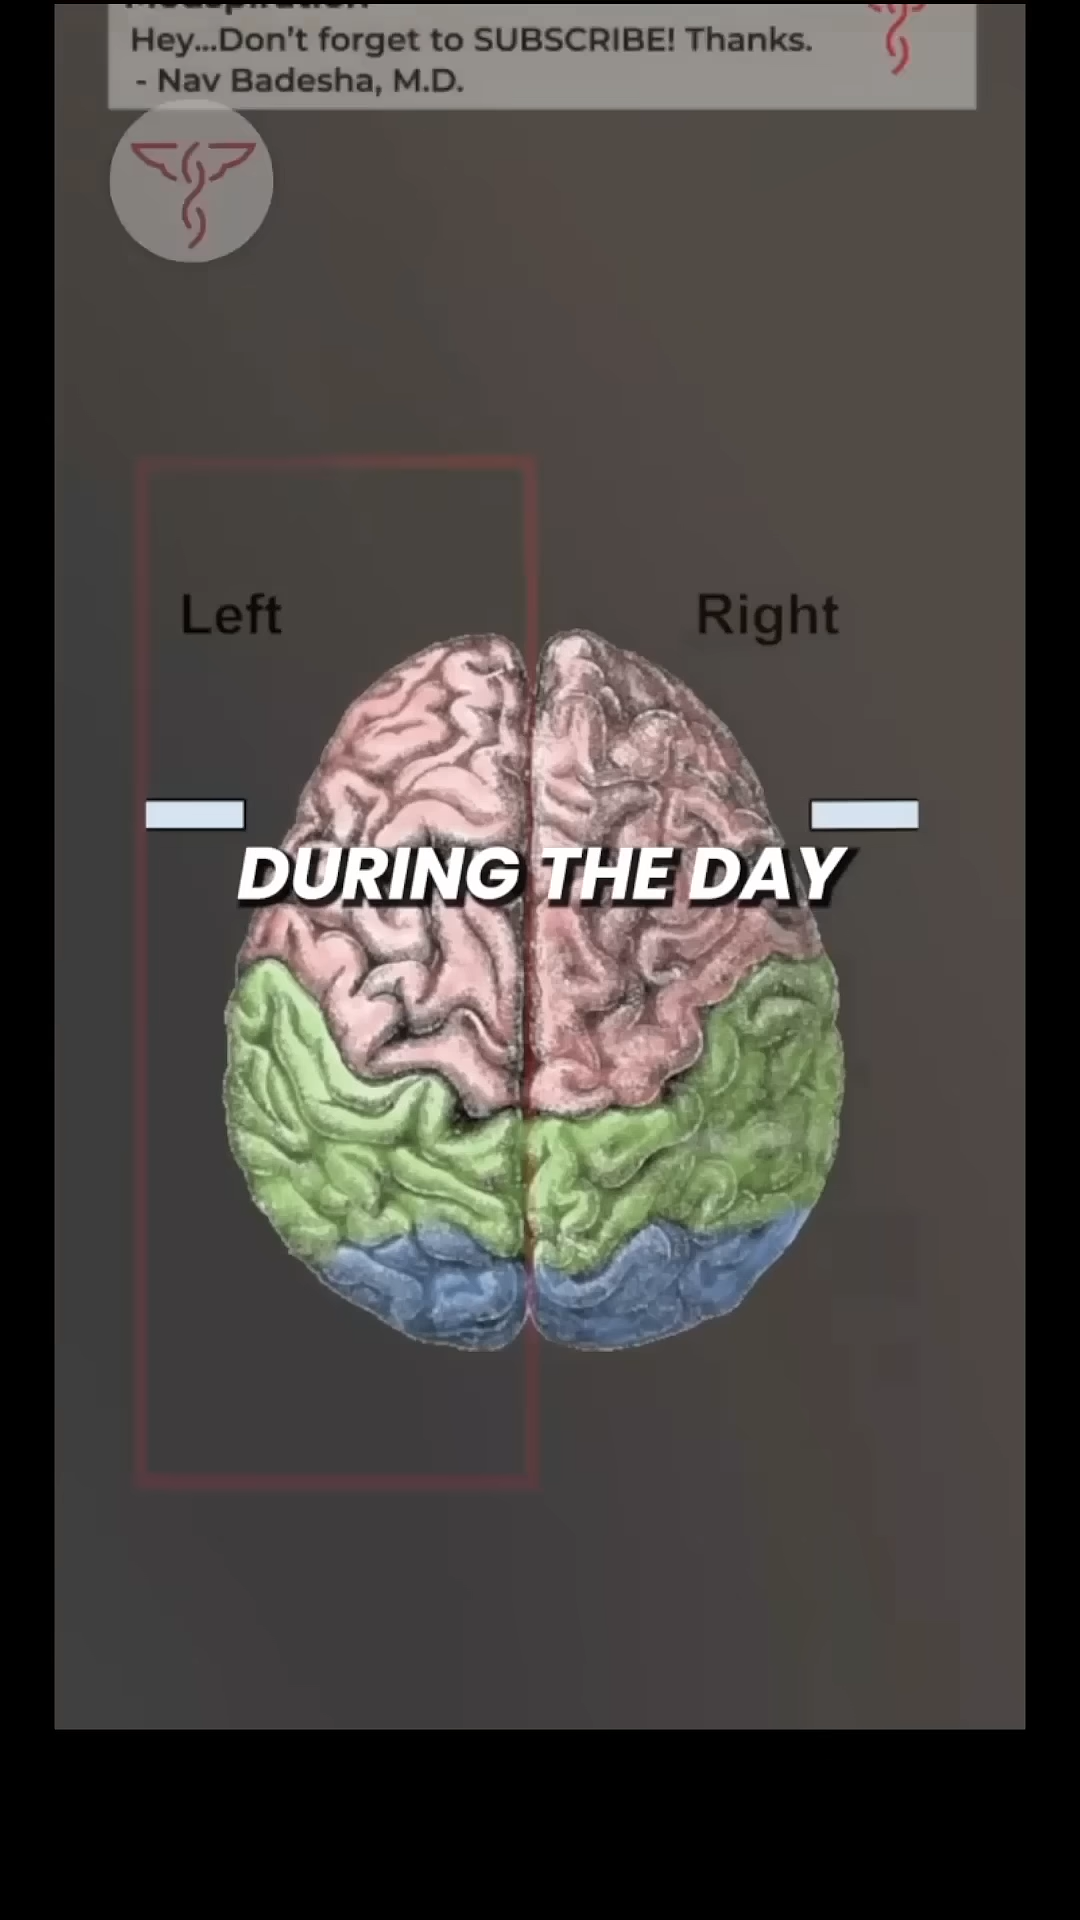 Hey...Don't forget to SUBSCRIBE! Thanks.
- Nav Badesha, M.D.
Left Right
DURING THE DAY